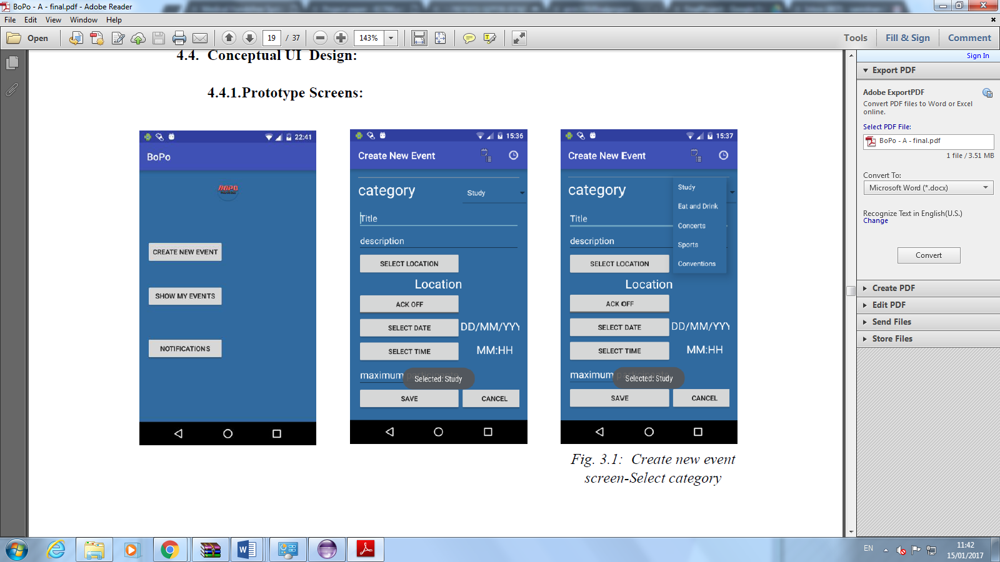 BoPo - A - final.pdf - Adobe Reader
File Edit View Window Help
Open 19 / 37 143% Tools Fill & Sign Comment
Sign In
4.4. Conceptual UI Design:
4.4.1.Prototype Screens:
22:41
BoPo
BOPO
CREATE NEW EVENT
SHOW MY EVENTS
NOTIFICATIONS
15:36
Create New Event
category
Study
Title
description
SELECT LOCATION
Location
ACK OFF
SELECT DATE DD/MM/YYY
SELECT TIME MM:HH
maximum
Selected: Study
SAVE CANCEL
15:37
Create New Event
category
Study
Eat and Drink
Concerts
Sports
Conventions
Title
description
SELECT LOCATION
Location
ACK OFF
SELECT DATE DD/MM/YYY
SELECT TIME MM:HH
maximum
Selected: Study
SAVE CANCEL
Fig. 3.1: Create new event
screen-Select category
Export PDF
Adobe ExportPDF
Convert PDF files to Word or Excel
online.
Select PDF File:
BoPo - A - final.pdf
1 file / 3.51 MB
Convert To:
Microsoft Word (*.docx)
Recognize Text in English(U.S.)
Change
Convert
Create PDF
Edit PDF
Send Files
Store Files
EN
11:42
15/01/2017